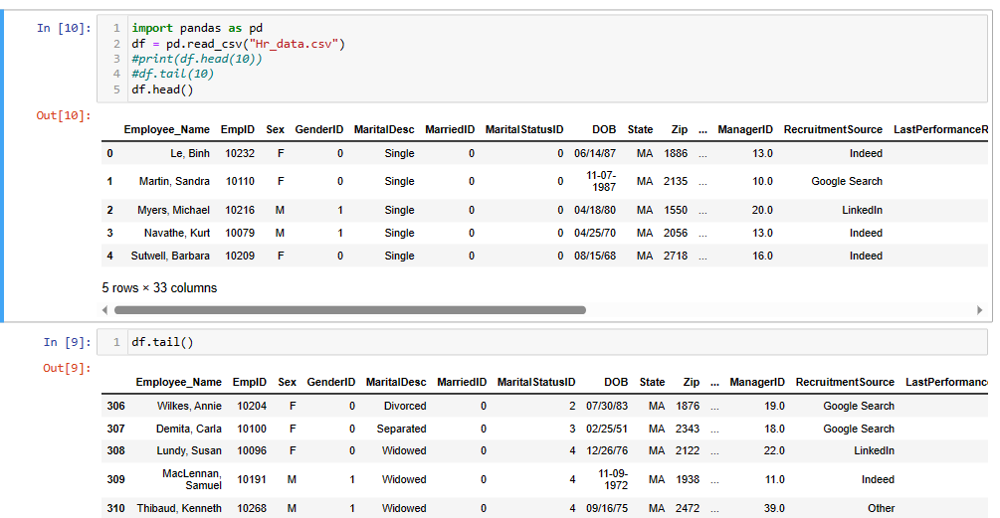 In [10]:
1 import pandas as pd
2 df = pd.read_csv("Hr_data.csv")
3 #print(df.head(10))
4 #df.tail(10)
5 df.head()
Out[10]:
Employee_Name EmpID Sex GenderID MaritalDesc MarriedID MaritalStatusID DOB State Zip ... ManagerID RecruitmentSource LastPerformanceR
0 Le, Binh 10232 F 0 Single 0 0 06/14/87 MA 1886 ... 13.0 Indeed
1 Martin, Sandra 10110 F 0 Single 0 0 11-07-
1987 MA 2135 ... 10.0 Google Search
2 Myers, Michael 10216 M 1 Single 0 0 04/18/80 MA 1550 ... 20.0 LinkedIn
3 Navathe, Kurt 10079 M 1 Single 0 0 04/25/70 MA 2056 ... 13.0 Indeed
4 Sutwell, Barbara 10209 F 0 Single 0 0 08/15/68 MA 2718 ... 16.0 Indeed
5 rows × 33 columns
In [9]:
1 df.tail()
Out[9]:
Employee_Name EmpID Sex GenderID MaritalDesc MarriedID MaritalStatusID DOB State Zip ... ManagerID RecruitmentSource LastPerformanc
306 Wilkes, Annie 10204 F 0 Divorced 0 2 07/30/83 MA 1876 ... 19.0 Google Search
307 Demita, Carla 10100 F 0 Separated 0 3 02/25/51 MA 2343 ... 18.0 Google Search
308 Lundy, Susan 10096 F 0 Widowed 0 4 12/26/76 MA 2122 ... 22.0 LinkedIn
309 MacLennan,
Samuel 10191 M 1 Widowed 0 4 11-09-
1972 MA 1938 ... 11.0 Indeed
310 Thibaud, Kenneth 10268 M 1 Widowed 0 4 09/16/75 MA 2472 ... 39.0 Other